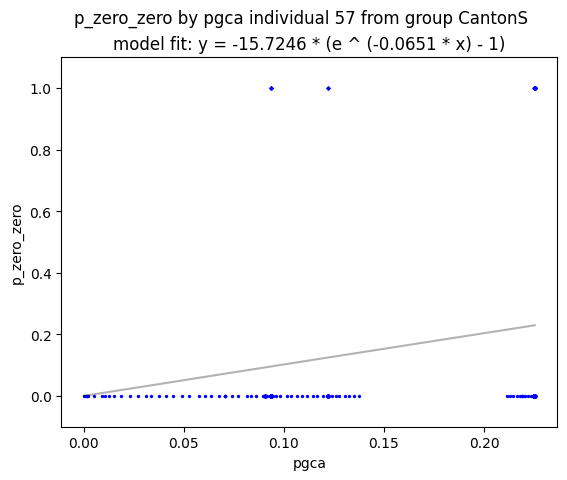 p_zero_zero by pgca individual 57 from group CantonS
model fit: y = -15.7246 * (e ^ (-0.0651 * x) - 1)
1.0
0.8
0.6
0.4
0.2
0.0
p_zero_zero
0.00 0.05 0.10 0.15 0.20
pgca